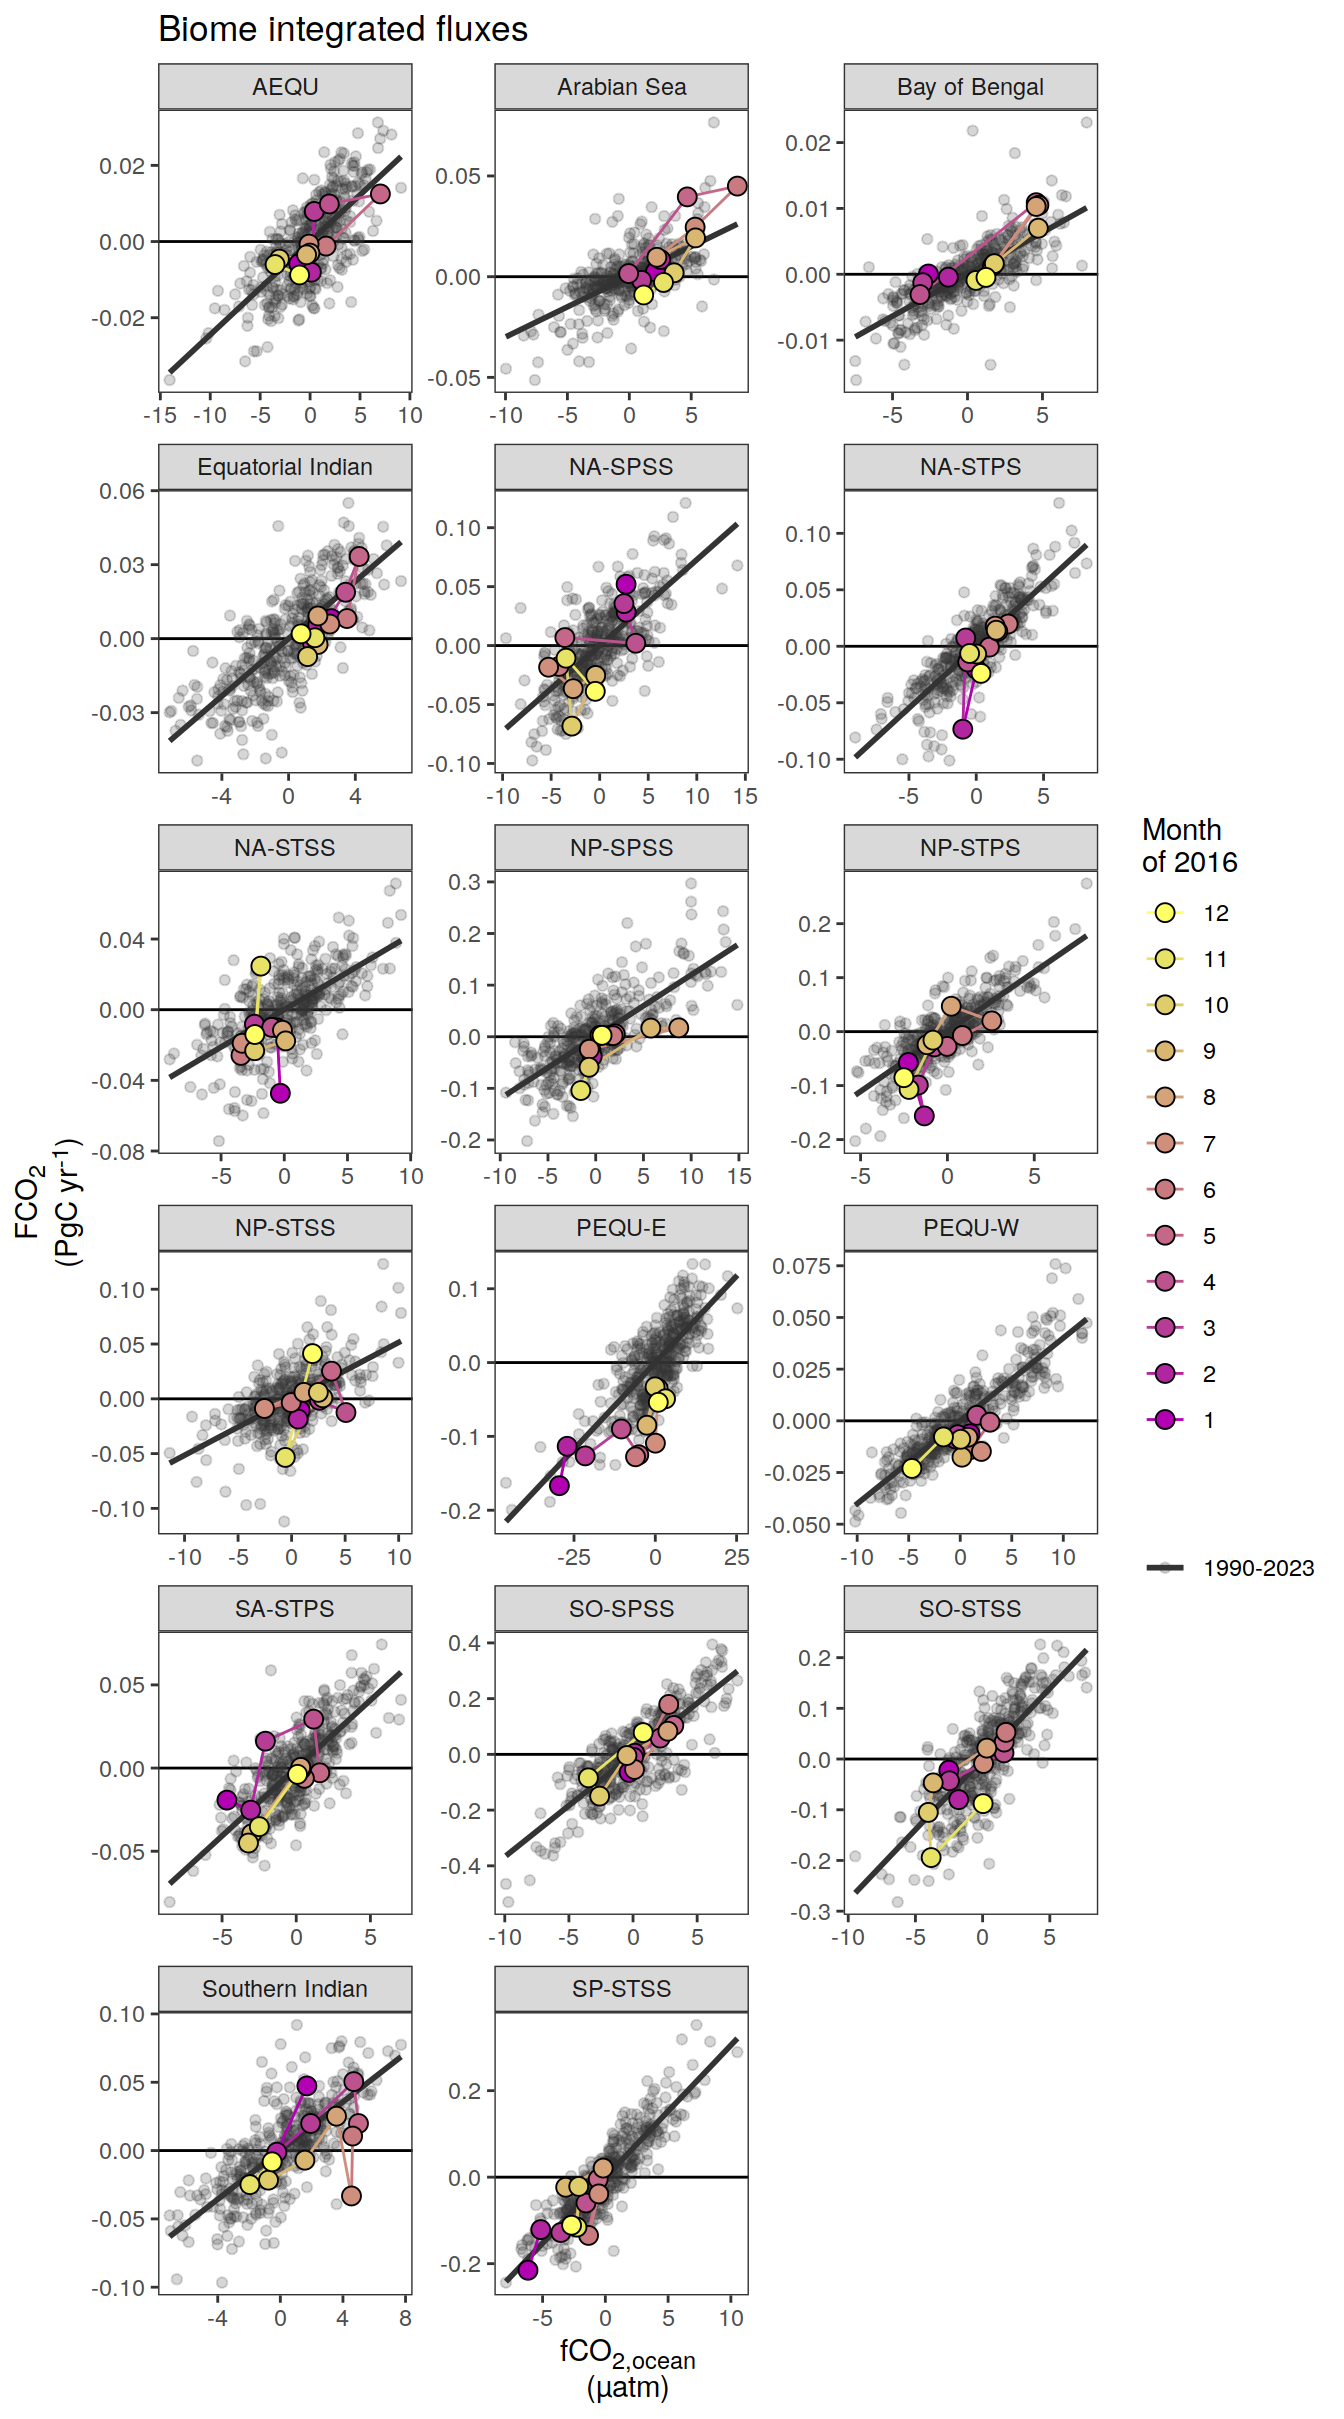 Biome integrated fluxes
AEQU
Arabian Sea
Bay of Bengal
0.02
0.00
-0.02
0.05
0.00
-0.05
0.02
0.01
0.00
-0.01
-15 -10 -5 0 5 10
-10 -5 0 5
-5 0 5
Equatorial Indian
NA-SPSS
NA-STPS
0.06
0.03
0.00
-0.03
0.10
0.05
0.00
-0.05
-0.10
0.10
0.05
0.00
-0.05
-0.10
-4 0 4
-10 -5 0 5 10 15
-5 0 5
NA-STSS
NP-SPSS
NP-STPS
0.04
0.00
-0.04
-0.08
0.3
0.2
0.1
0.0
-0.1
-0.2
0.2
0.1
0.0
-0.1
-0.2
-5 0 5 10
-10 -5 0 5 10 15
-5 0 5
NP-STSS
PEQU-E
PEQU-W
0.10
0.05
0.00
-0.05
-0.10
0.1
0.0
-0.1
-0.2
0.075
0.050
0.025
0.000
-0.025
-0.050
-10 -5 0 5 10
-25 0 25
-10 -5 0 5 10
SA-STPS
SO-SPSS
SO-STSS
0.05
0.00
-0.05
0.4
0.2
0.0
-0.2
-0.4
0.2
0.1
0.0
-0.1
-0.2
-0.3
-5 0 5
-10 -5 0 5
-10 -5 0 5
Southern Indian
SP-STSS
0.10
0.05
0.00
-0.05
-0.10
0.2
0.0
-0.2
-4 0 4 8
-5 0 5 10
FCO₂
(PgC yr⁻¹)
fCO₂,ocean
(µatm)
Month
of 2016
12
11
10
9
8
7
6
5
4
3
2
1
1990-2023